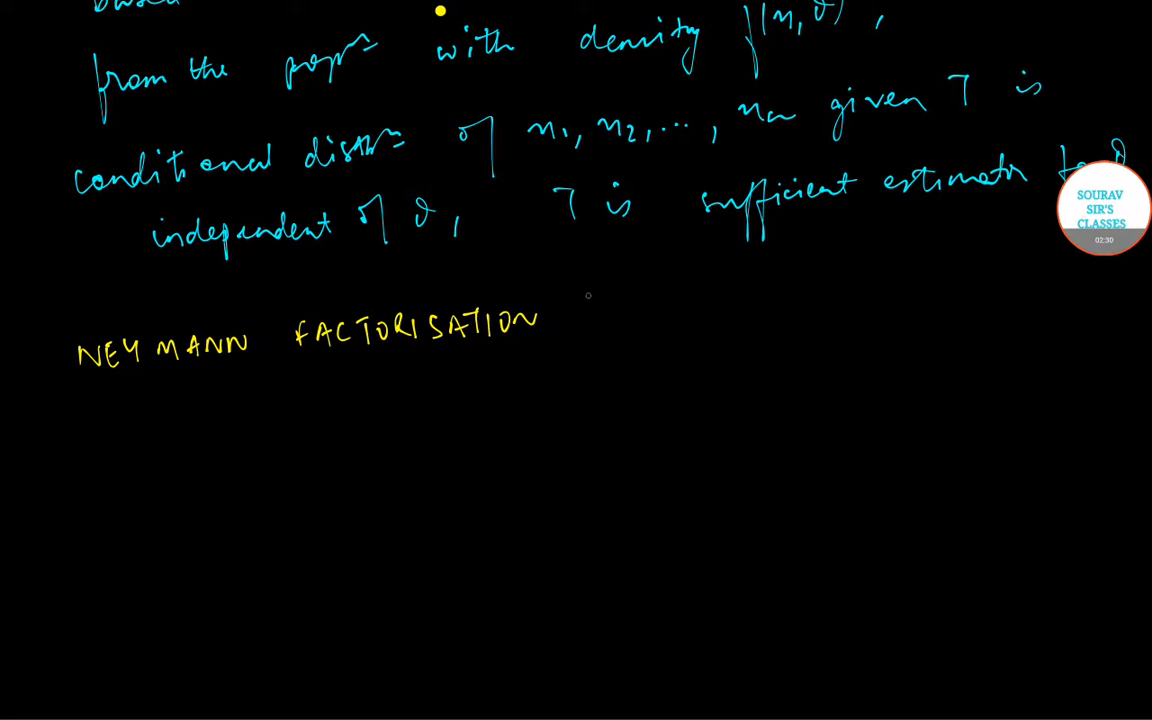 based
from the popn with density f(x, θ),
conditional distn of x1, x2, ..., xn given T is
independent of θ, T is sufficient estimator for θ
SOURAV
SIR'S
CLASSES
02:30
NEYMANN FACTORISATION